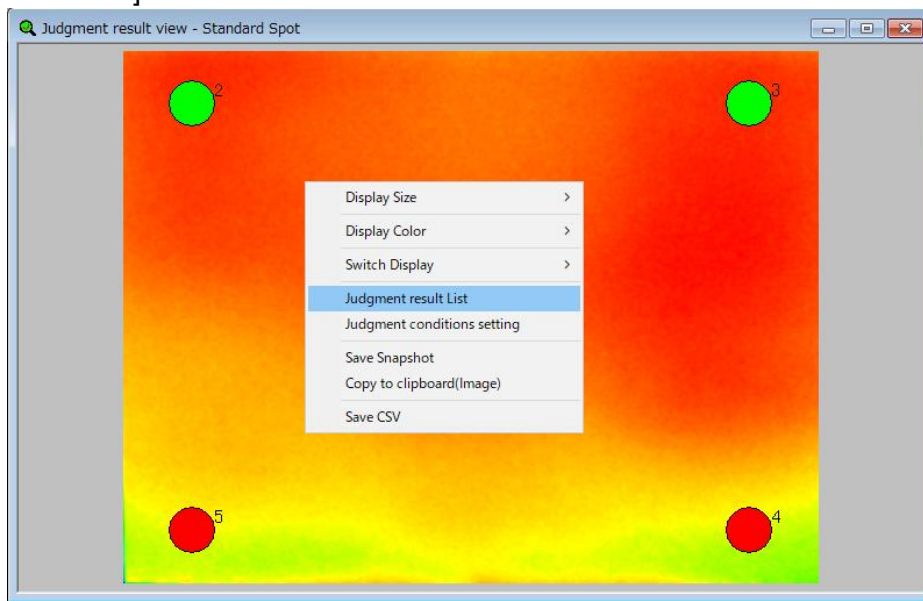 ]
Judgment result view - Standard Spot
2
3
Display Size
Display Color
Switch Display
Judgment result List
Judgment conditions setting
Save Snapshot
Copy to clipboard(Image)
Save CSV
5
4